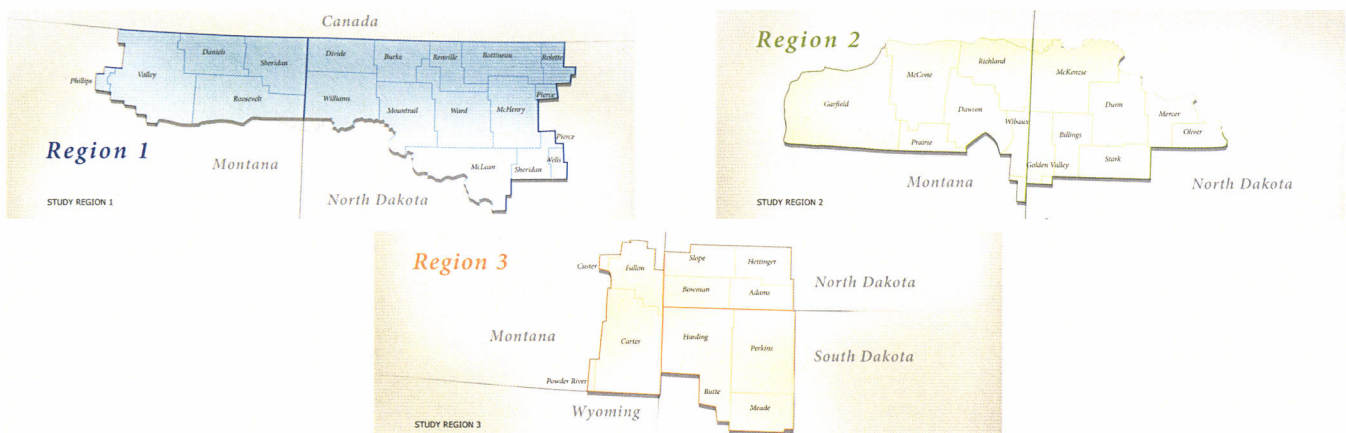 Canada
Daniels
Divide
Burke
Renville
Bottineau
Rolette
Sheridan
Phillips
Valley
Pierce
Roosevelt
Williams
Mountrail
Ward
McHenry
Pierce
Region 1
Montana
McLean
Sheridan
Wells
North Dakota
STUDY REGION 1
Region 2
Richland
McCone
McKenzie
Garfield
Dawson
Dunn
Mercer
Wibaux
Billings
Oliver
Prairie
Golden Valley
Stark
Montana
North Dakota
STUDY REGION 2
Region 3
Custer
Fallon
Slope
Hettinger
North Dakota
Bowman
Adams
Montana
Carter
Harding
Perkins
South Dakota
Powder River
Butte
Meade
Wyoming
STUDY REGION 3